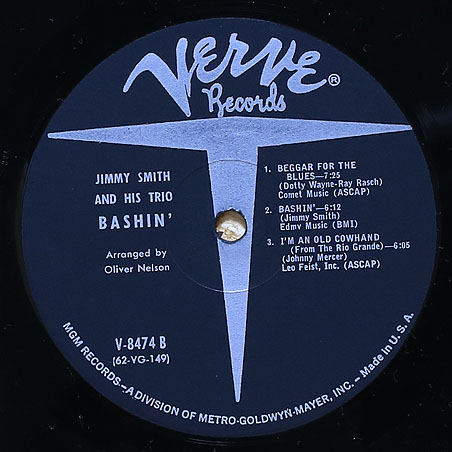 Verve ®
Records
JIMMY SMITH
AND HIS TRIO
BASHIN'
Arranged by
Oliver Nelson
V-8474 B
(62-VG-149)
1. BEGGAR FOR THE
BLUES—7:25
(Dotty Wayne-Ray Rasch)
Comet Music (ASCAP)
2. BASHIN'—6:12
(Jimmy Smith)
Edmy Music (BMI)
3. I'M AN OLD COWHAND
(From The Rio Grande)—6:05
(Johnny Mercer)
Leo Feist, Inc. (ASCAP)
MGM RECORDS—A DIVISION OF METRO-GOLDWYN-MAYER, INC. — Made in U. S. A.